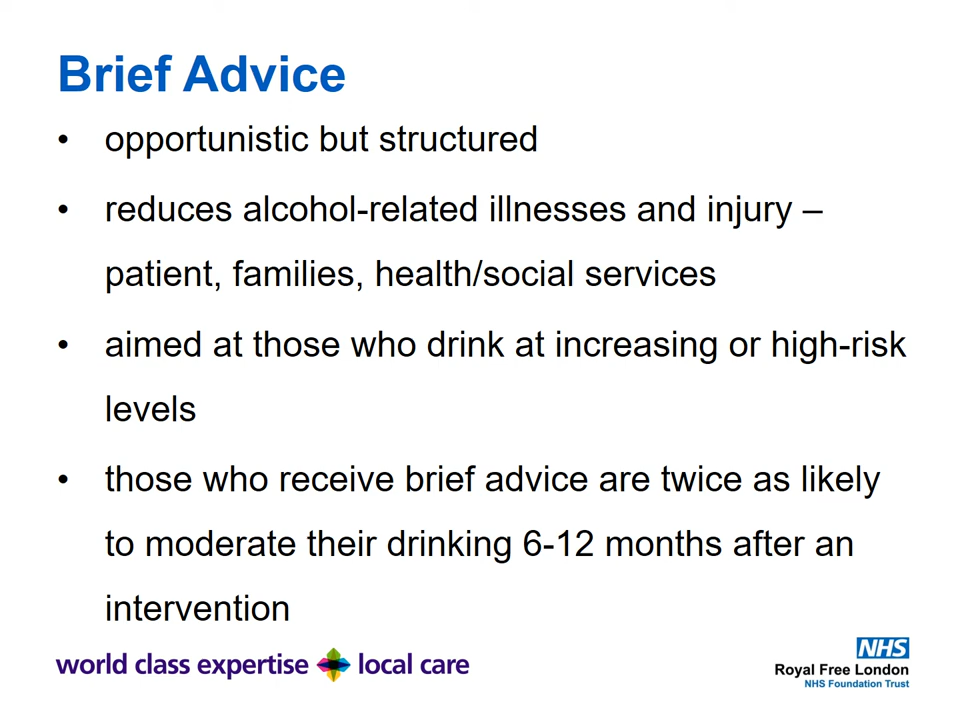 Brief Advice
• opportunistic but structured
• reduces alcohol-related illnesses and injury –
patient, families, health/social services
• aimed at those who drink at increasing or high-risk
levels
• those who receive brief advice are twice as likely
to moderate their drinking 6-12 months after an
intervention
world class expertise local care
NHS
Royal Free London
NHS Foundation Trust